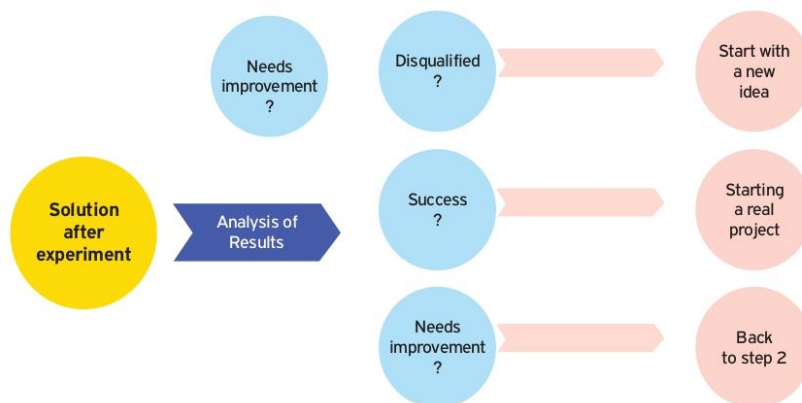 Needs
improvement
?
Disqualified
?
Start with
a new
idea
Solution
after
experiment
Analysis of
Results
Success
?
Starting
a real
project
Needs
improvement
?
Back
to step 2